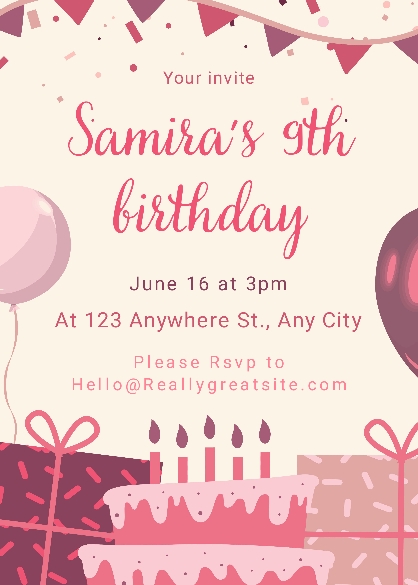 Your invite
Samira's 9th
birthday
June 16 at 3pm
At 123 Anywhere St., Any City
Please Rsvp to
Hello@Reallygreatsite.com